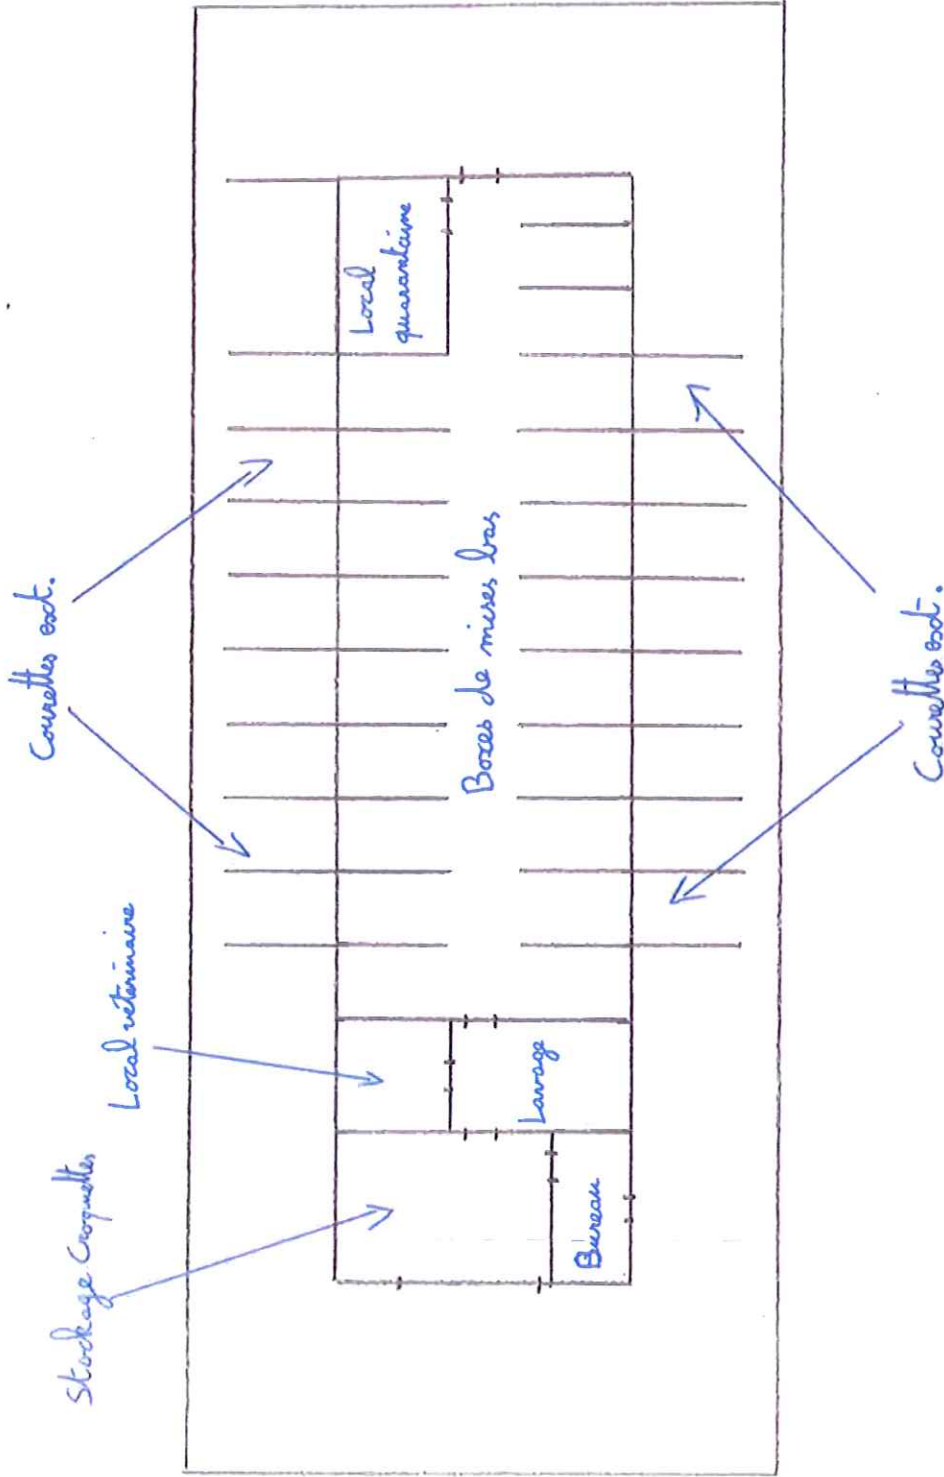 Stockage Croquettes
Local vétérinaire
Courettes ext.
Local
quarantaine
Boxes de mises bas
Lavage
Bureau
Courettes ext.